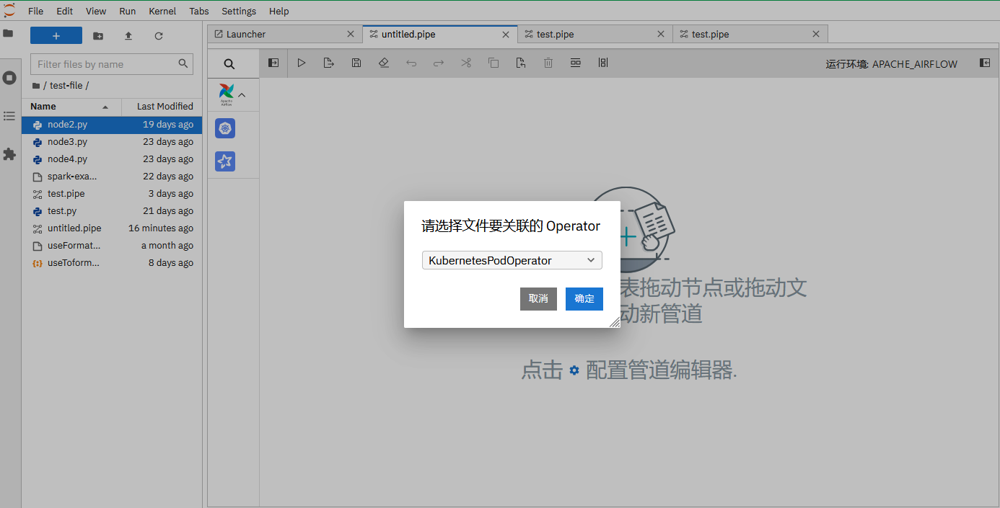 File Edit View Run Kernel Tabs Settings Help
Launcher
untitled.pipe
test.pipe
test.pipe
Filter files by name
/ test-file /
Name Last Modified
node2.py 19 days ago
node3.py 23 days ago
node4.py 23 days ago
spark-exa... 22 days ago
test.pipe 3 days ago
test.py 21 days ago
untitled.pipe 16 minutes ago
useFormat... a month ago
useToform... 8 days ago
运行环境: APACHE_AIRFLOW
Apache
Airflow
请选择文件要关联的 Operator
KubernetesPodOperator
取消 确定
表拖动节点或拖动文
动新管道
点击 配置管道编辑器.